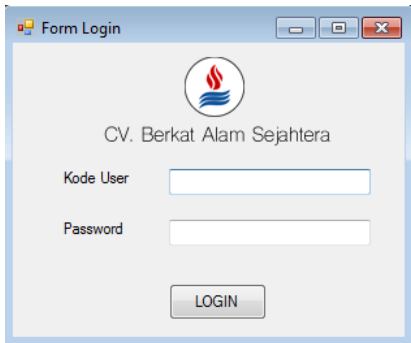 Form Login
CV. Berkat Alam Sejahtera
Kode User
Password
LOGIN